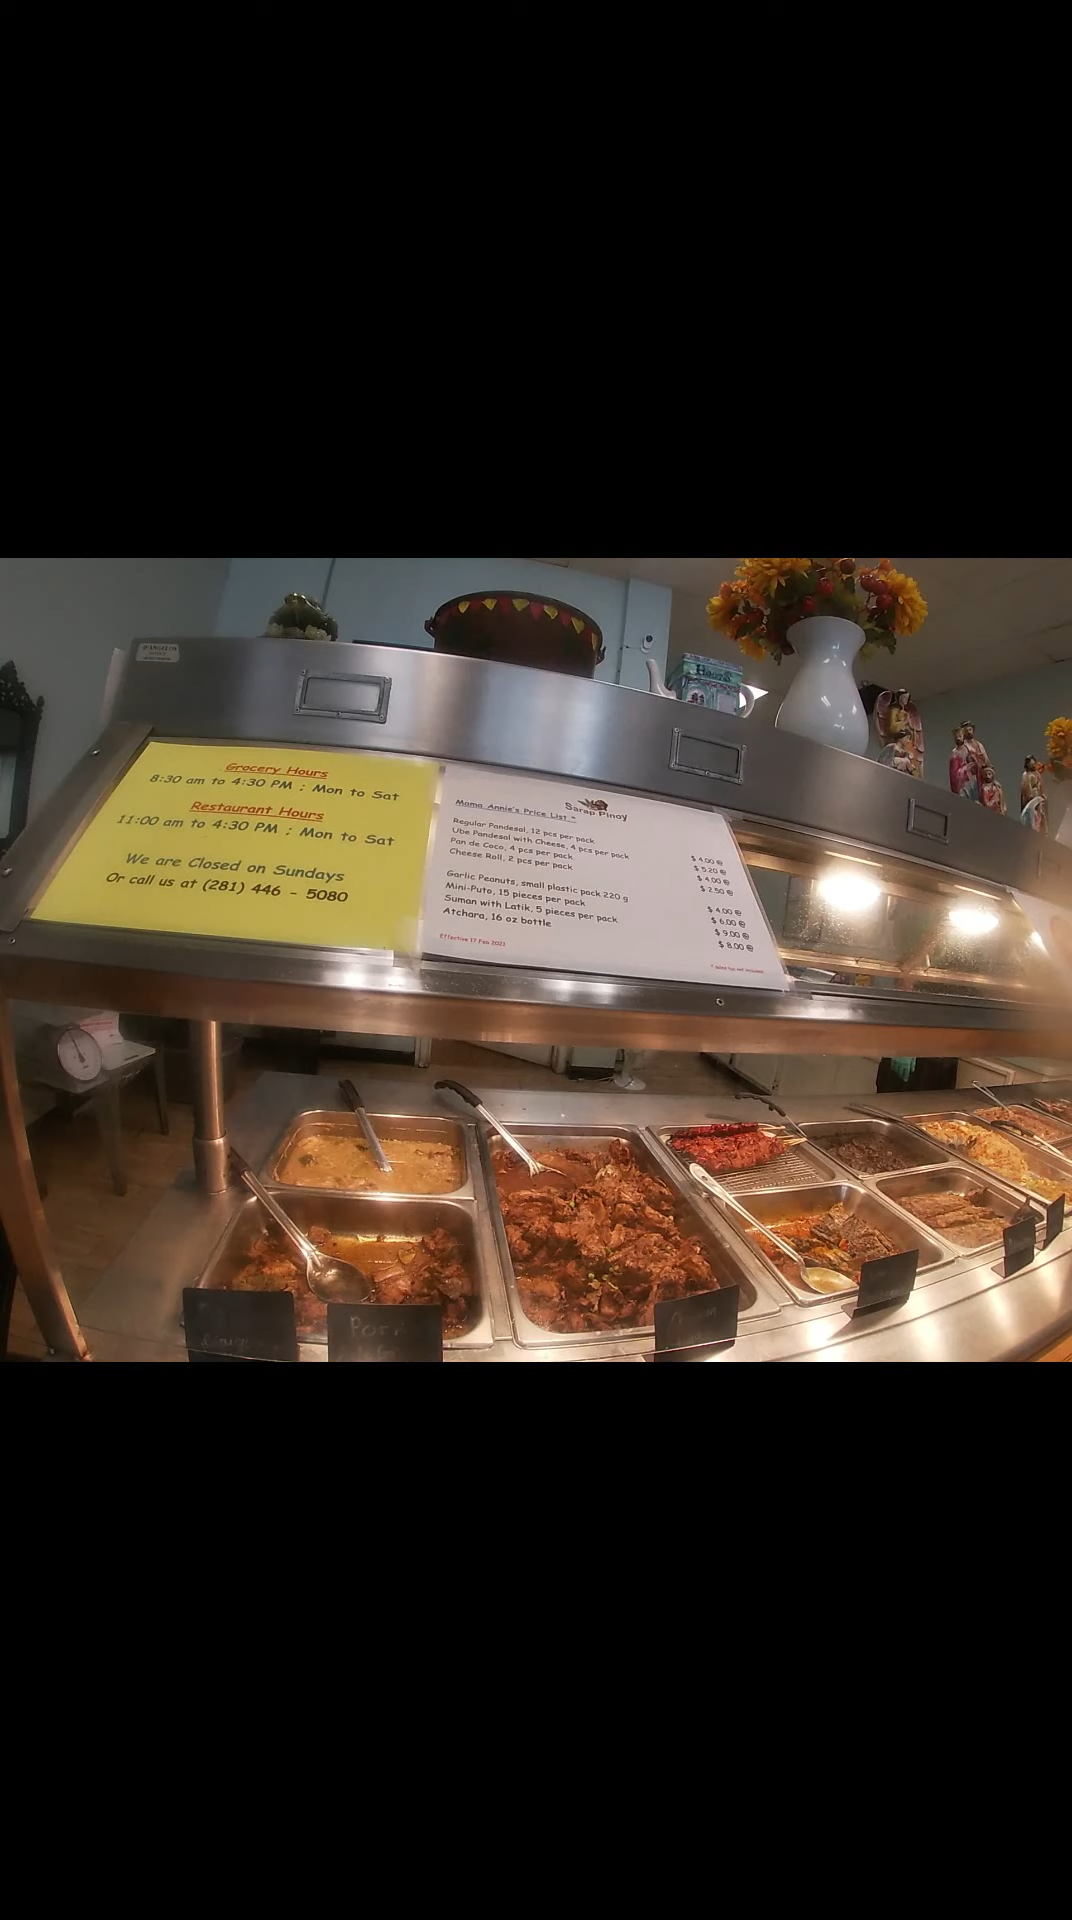 D'ANGELOS
Grocery Hours
8:30 am to 4:30 PM : Mon to Sat
Restaurant Hours
11:00 am to 4:30 PM : Mon to Sat
We are Closed on Sundays
Or call us at (281) 446 - 5080
Sarap Pinoy
Mama Annie's Price List *
Regular Pandesal, 12 pcs per pack $ 4.00 @
Ube Pandesal with Cheese, 4 pcs per pack $ 5.20 @
Pan de Coco, 4 pcs per pack $ 4.00 @
Cheese Roll, 2 pcs per pack $ 2.50 @
Garlic Peanuts, small plastic pack 220 g $ 4.00 @
Mini-Puto, 15 pieces per pack $ 6.00 @
Suman with Latik, 5 pieces per pack $ 9.00 @
Atchara, 16 oz bottle $ 8.00 @
Effective 17 Feb 2021
* Sales tax not included